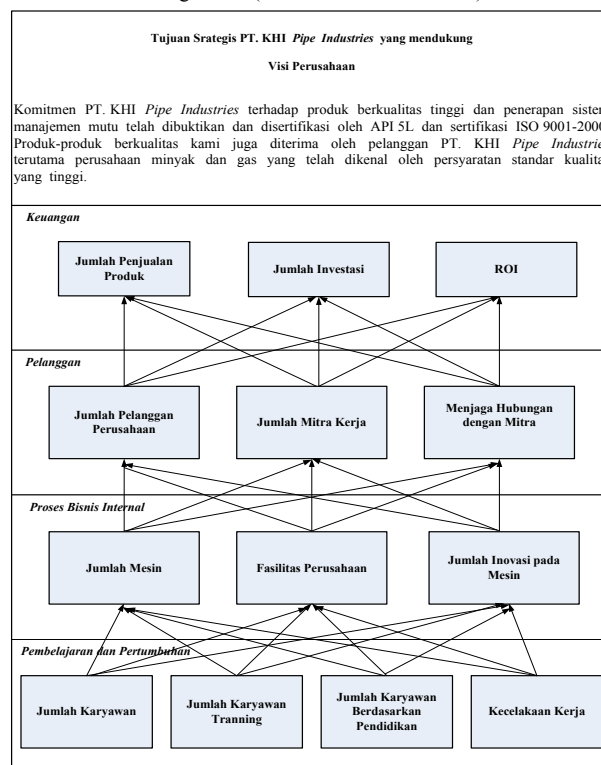 Tujuan Srategis PT. KHI Pipe Industries yang mendukung
Visi Perusahaan
Komitmen PT. KHI Pipe Industries terhadap produk berkualitas tinggi dan penerapan sistem
manajemen mutu telah dibuktikan dan disertifikasi oleh API 5L dan sertifikasi ISO 9001-2000
Produk-produk berkualitas kami juga diterima oleh pelanggan PT. KHI Pipe Industrie
terutama perusahaan minyak dan gas yang telah dikenal oleh persyaratan standar kualita
yang tinggi.
Keuangan
Jumlah Penjualan
Produk
Jumlah Investasi
ROI
Pelanggan
Jumlah Pelanggan
Perusahaan
Jumlah Mitra Kerja
Menjaga Hubungan
dengan Mitra
Proses Bisnis Internal
Jumlah Mesin
Fasilitas Perusahaan
Jumlah Inovasi pada
Mesin
Pembelajaran dan Pertumbuhan
Jumlah Karyawan
Jumlah Karyawan
Tranning
Jumlah Karyawan
Berdasarkan
Pendidikan
Kecelakaan Kerja